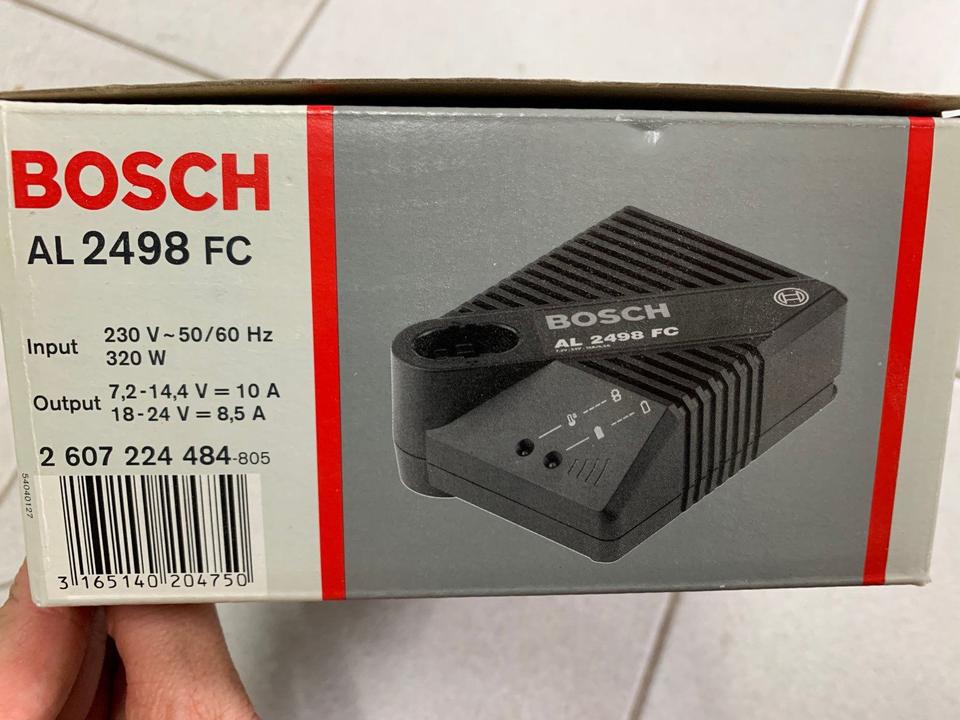 BOSCH
AL 2498 FC
Input 230 V ~ 50/60 Hz
320 W
Output 7,2-14,4 V = 10 A
18-24 V = 8,5 A
2 607 224 484-805
54040127
3 165140 204750
BOSCH
AL 2498 FC